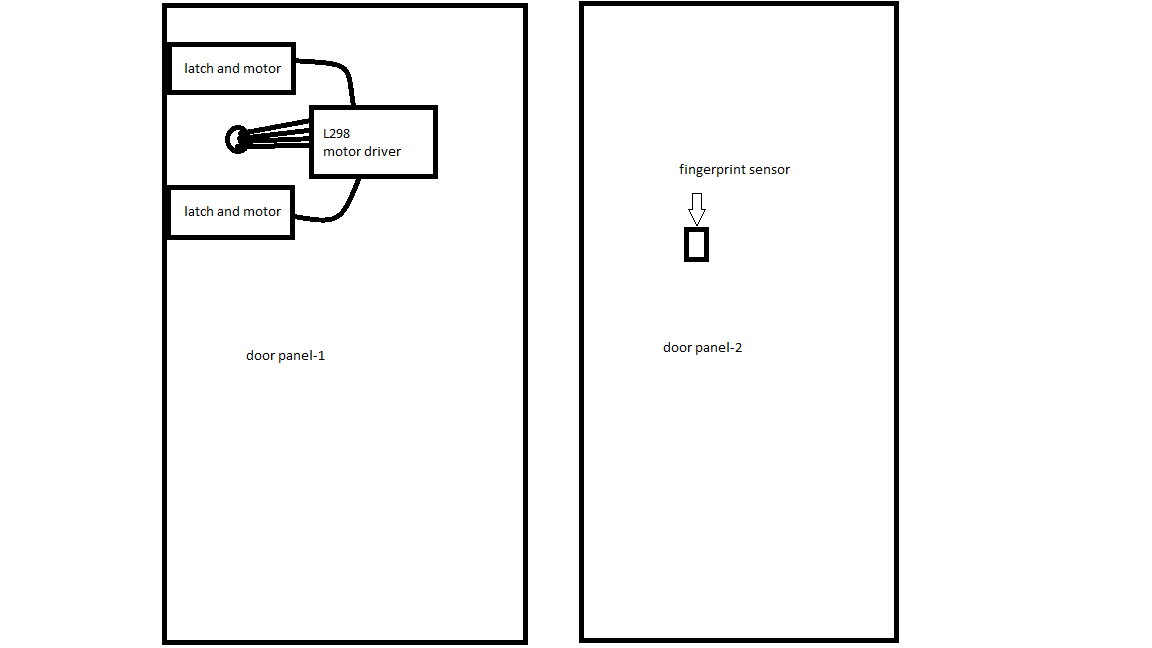 latch and motor
L298
motor driver
latch and motor
door panel-1
fingerprint sensor
door panel-2